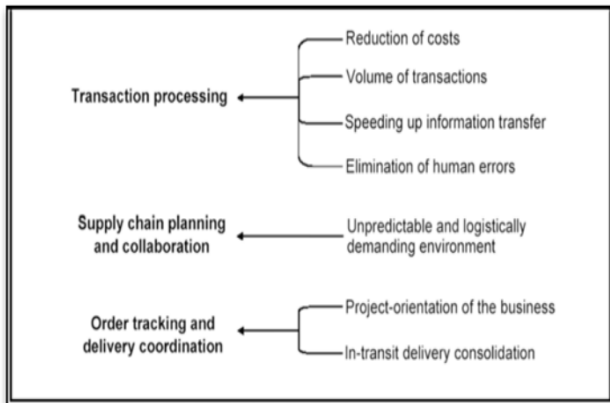 Reduction of costs
Volume of transactions
Transaction processing
Speeding up information transfer
Elimination of human errors
Supply chain planning
and collaboration
Unpredictable and logistically
demanding environment
Order tracking and
delivery coordination
Project-orientation of the business
In-transit delivery consolidation